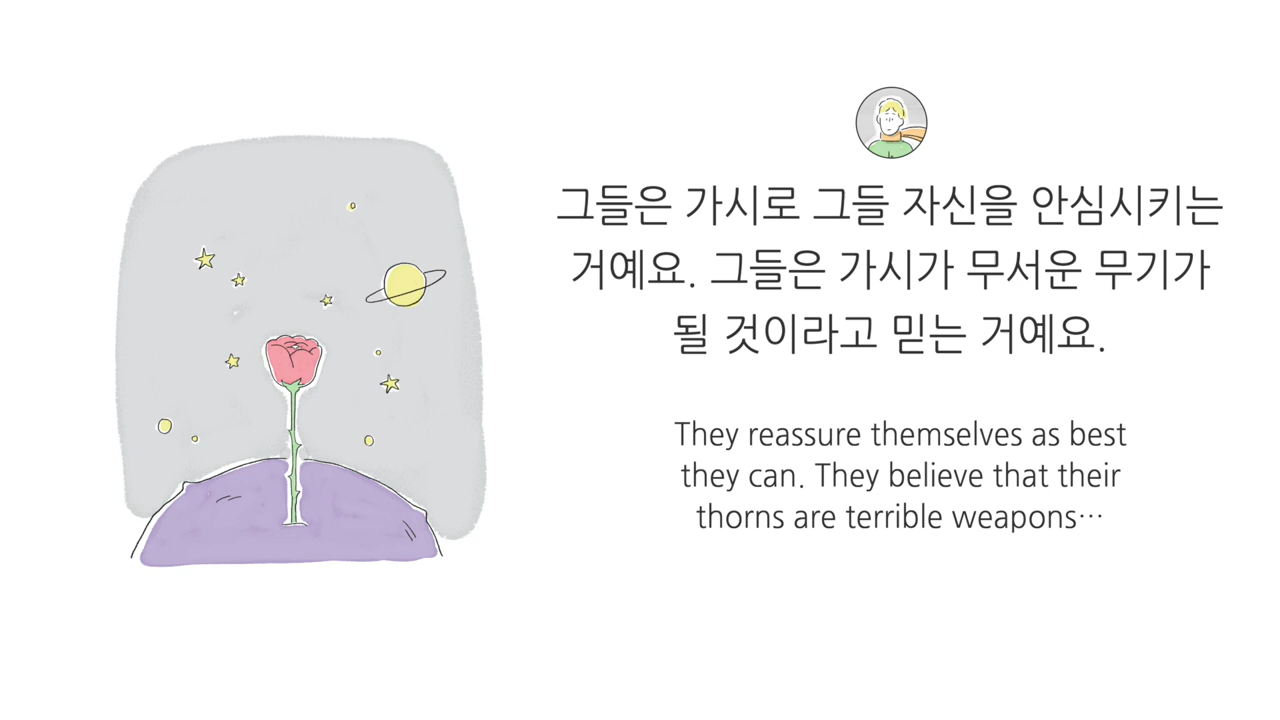 그들은 가시로 그들 자신을 안심시키는
거예요. 그들은 가시가 무서운 무기가
될 것이라고 믿는 거예요.
They reassure themselves as best
they can. They believe that their
thorns are terrible weapons⋯